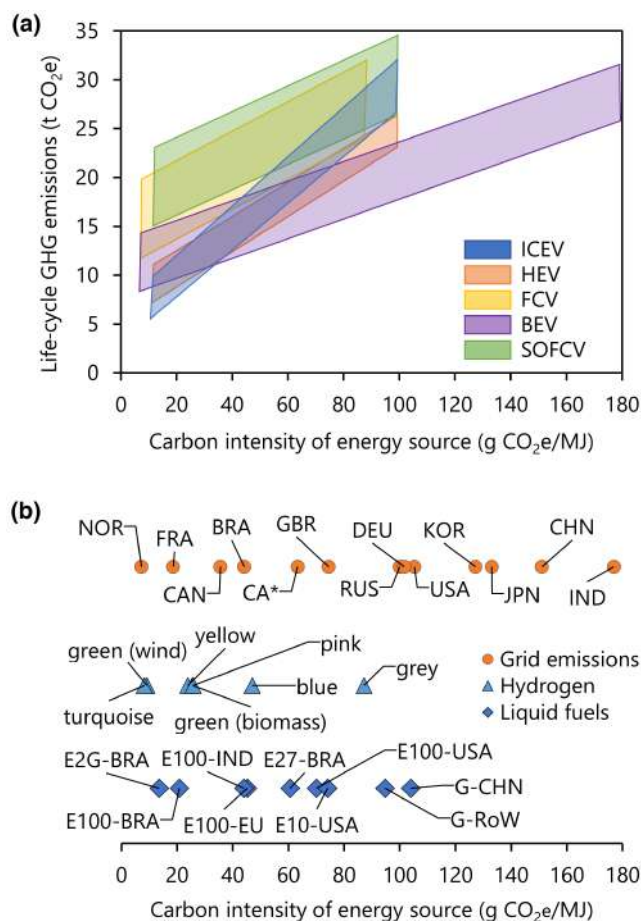 (a)
Life-cycle GHG emissions (t CO₂e)
35
30
25
20
15
10
5
0
ICEV
HEV
FCV
BEV
SOFCV
0 20 40 60 80 100 120 140 160 180
Carbon intensity of energy source (g CO₂e/MJ)
(b)
NOR FRA BRA GBR DEU KOR CHN
CAN CA* RUS USA JPN IND
green (wind) yellow pink
turquoise green (biomass) blue grey
Grid emissions
Hydrogen
Liquid fuels
E2G-BRA E100-IND E27-BRA E100-USA
G-CHN
E100-BRA E100-EU E10-USA G-RoW
0 20 40 60 80 100 120 140 160 180
Carbon intensity of energy source (g CO₂e/MJ)